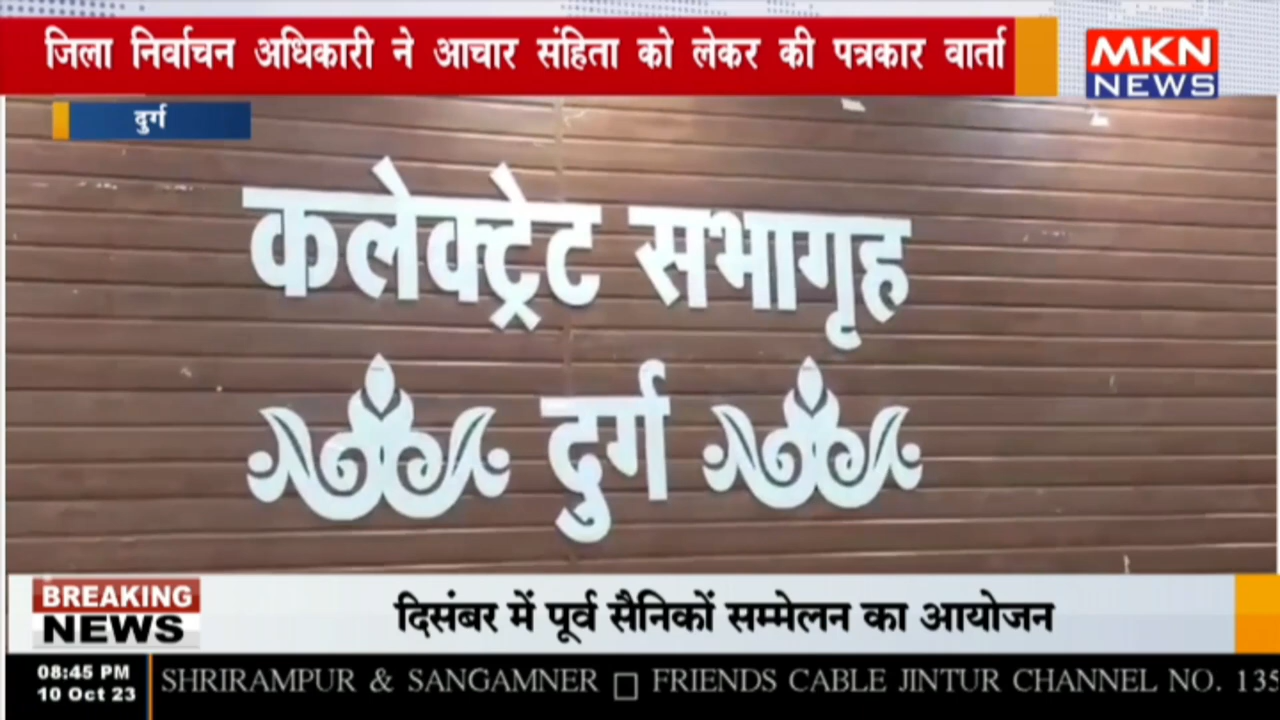 जिला निर्वाचन अधिकारी ने आचार संहिता को लेकर की पत्रकार वार्ता
MKN
NEWS
दुर्ग
कलेक्ट्रेट सभागृह
दुर्ग
BREAKING
NEWS
दिसंबर में पूर्व सैनिकों सम्मेलन का आयोजन
08:45 PM
10 Oct 23
SHRIRAMPUR & SANGAMNER □ FRIENDS CABLE JINTUR CHANNEL NO. 135